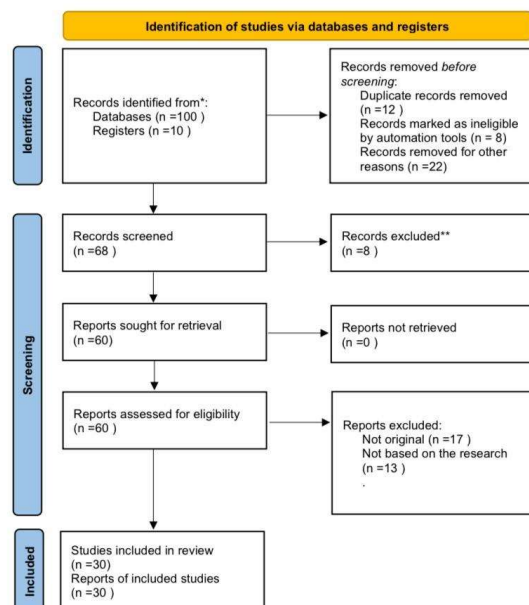 Identification of studies via databases and registers
Identification
Records identified from*:
Databases (n =100 )
Registers (n =10 )
Records removed before
screening:
Duplicate records removed
(n =12 )
Records marked as ineligible
by automation tools (n = 8)
Records removed for other
reasons (n =22)
Screening
Records screened
(n =68 )
Records excluded**
(n =8 )
Reports sought for retrieval
(n =60)
Reports not retrieved
(n =0 )
Reports assessed for eligibility
(n =60 )
Reports excluded:
Not original (n =17 )
Not based on the research
(n =13 )
.
Included
Studies included in review
(n =30)
Reports of included studies
(n =30 )